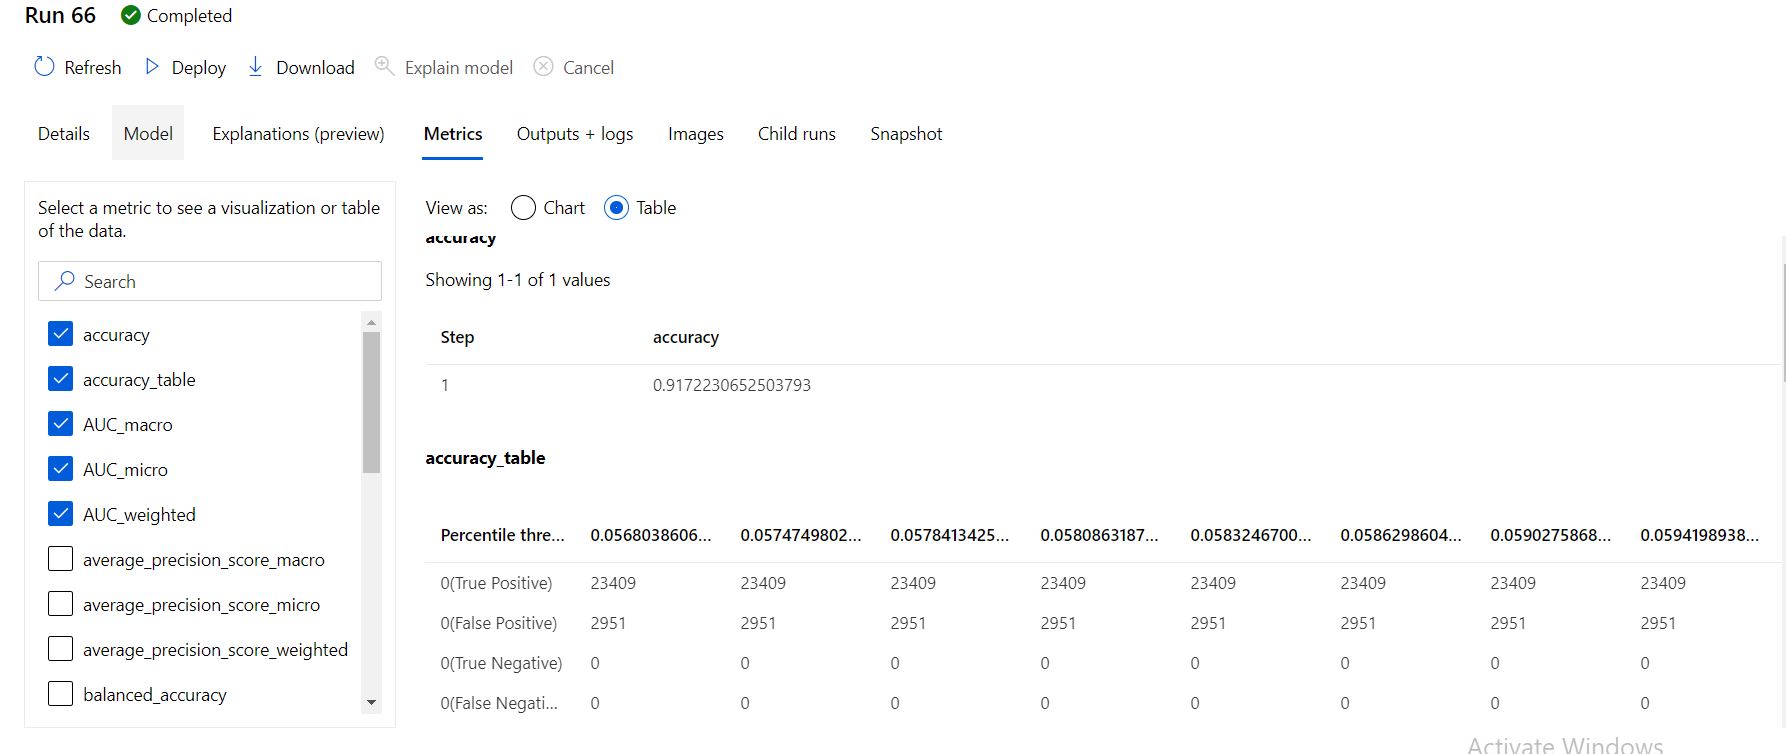 Run 66 Completed
Refresh Deploy Download Explain model Cancel
Details Model Explanations (preview) Metrics Outputs + logs Images Child runs Snapshot
Select a metric to see a visualization or table
of the data.
Search
accuracy
accuracy_table
AUC_macro
AUC_micro
AUC_weighted
average_precision_score_macro
average_precision_score_micro
average_precision_score_weighted
balanced_accuracy
View as: Chart Table
accuracy
Showing 1-1 of 1 values
Step accuracy
1 0.9172230652503793
accuracy_table
Percentile thre... 0.0568038606... 0.0574749802... 0.0578413425... 0.0580863187... 0.0583246700... 0.0586298604... 0.0590275868... 0.0594198938...
0(True Positive) 23409 23409 23409 23409 23409 23409 23409 23409
0(False Positive) 2951 2951 2951 2951 2951 2951 2951 2951
0(True Negative) 0 0 0 0 0 0 0 0
0(False Negati... 0 0 0 0 0 0 0 0
Activate Windows